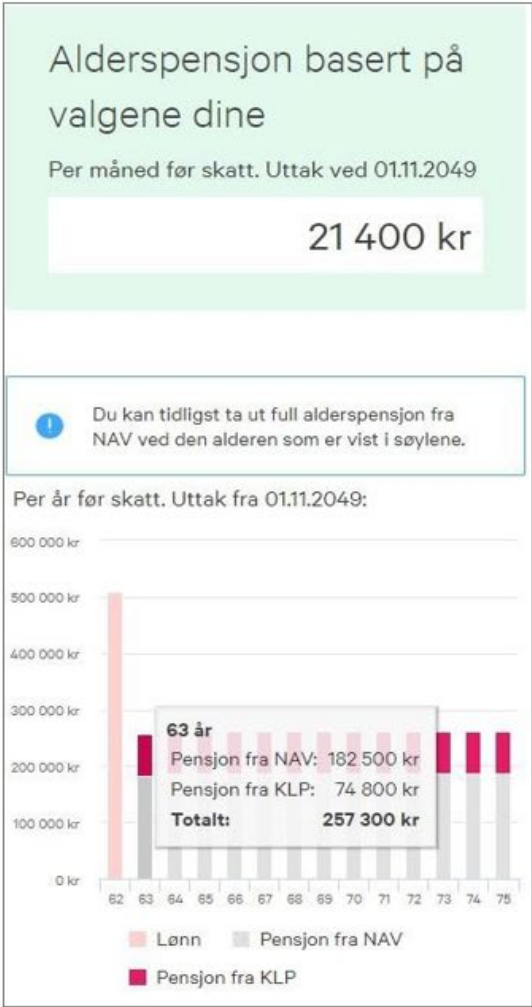 Alderspensjon basert på
valgene dine
Per måned før skatt. Uttak ved 01.11.2049
21 400 kr
Du kan tidligst ta ut full alderspensjon fra
NAV ved den alderen som er vist i søylene.
Per år før skatt. Uttak fra 01.11.2049:
600 000 kr
500 000 kr
400 000 kr
300 000 kr
200 000 kr
100 000 kr
0 kr
63 år
Pensjon fra NAV: 182 500 kr
Pensjon fra KLP: 74 800 kr
Totalt: 257 300 kr
62 63 64 65 66 67 68 69 70 71 72 73 74 75
Lønn Pensjon fra NAV
Pensjon fra KLP